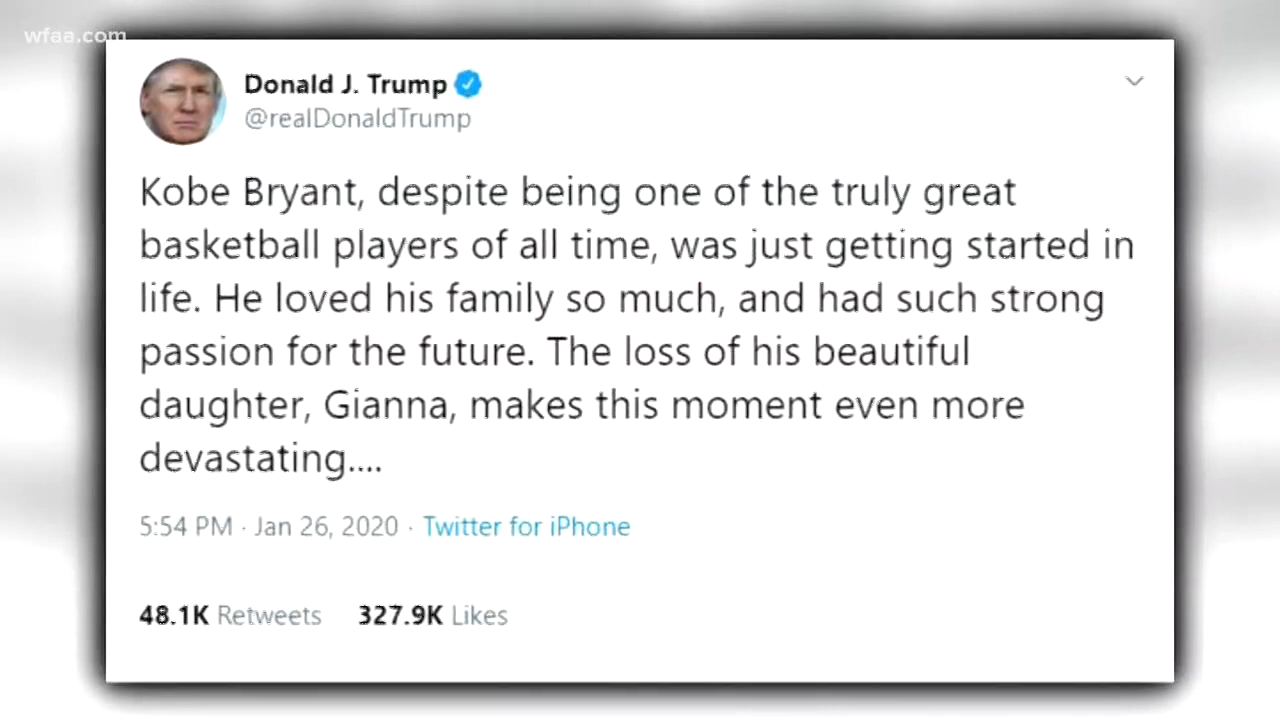 wfaa.com
Donald J. Trump
@realDonaldTrump
Kobe Bryant, despite being one of the truly great
basketball players of all time, was just getting started in
life. He loved his family so much, and had such strong
passion for the future. The loss of his beautiful
daughter, Gianna, makes this moment even more
devastating....
5:54 PM · Jan 26, 2020 · Twitter for iPhone
48.1K Retweets 327.9K Likes